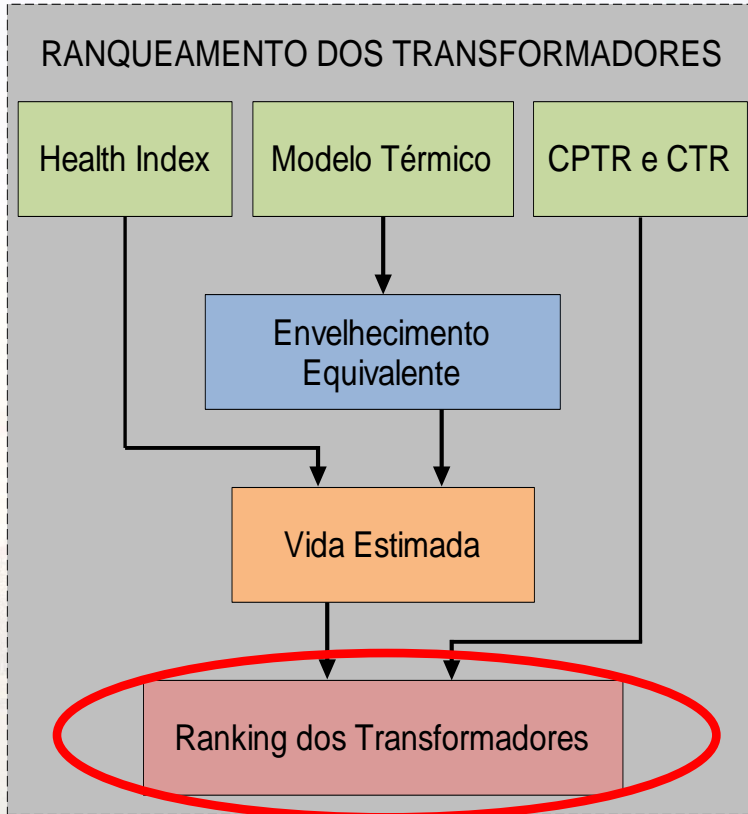 RANQUEAMENTO DOS TRANSFORMADORES
Health Index
Modelo Térmico
CPTR e CTR
Envelhecimento
Equivalente
Vida Estimada
Ranking dos Transformadores